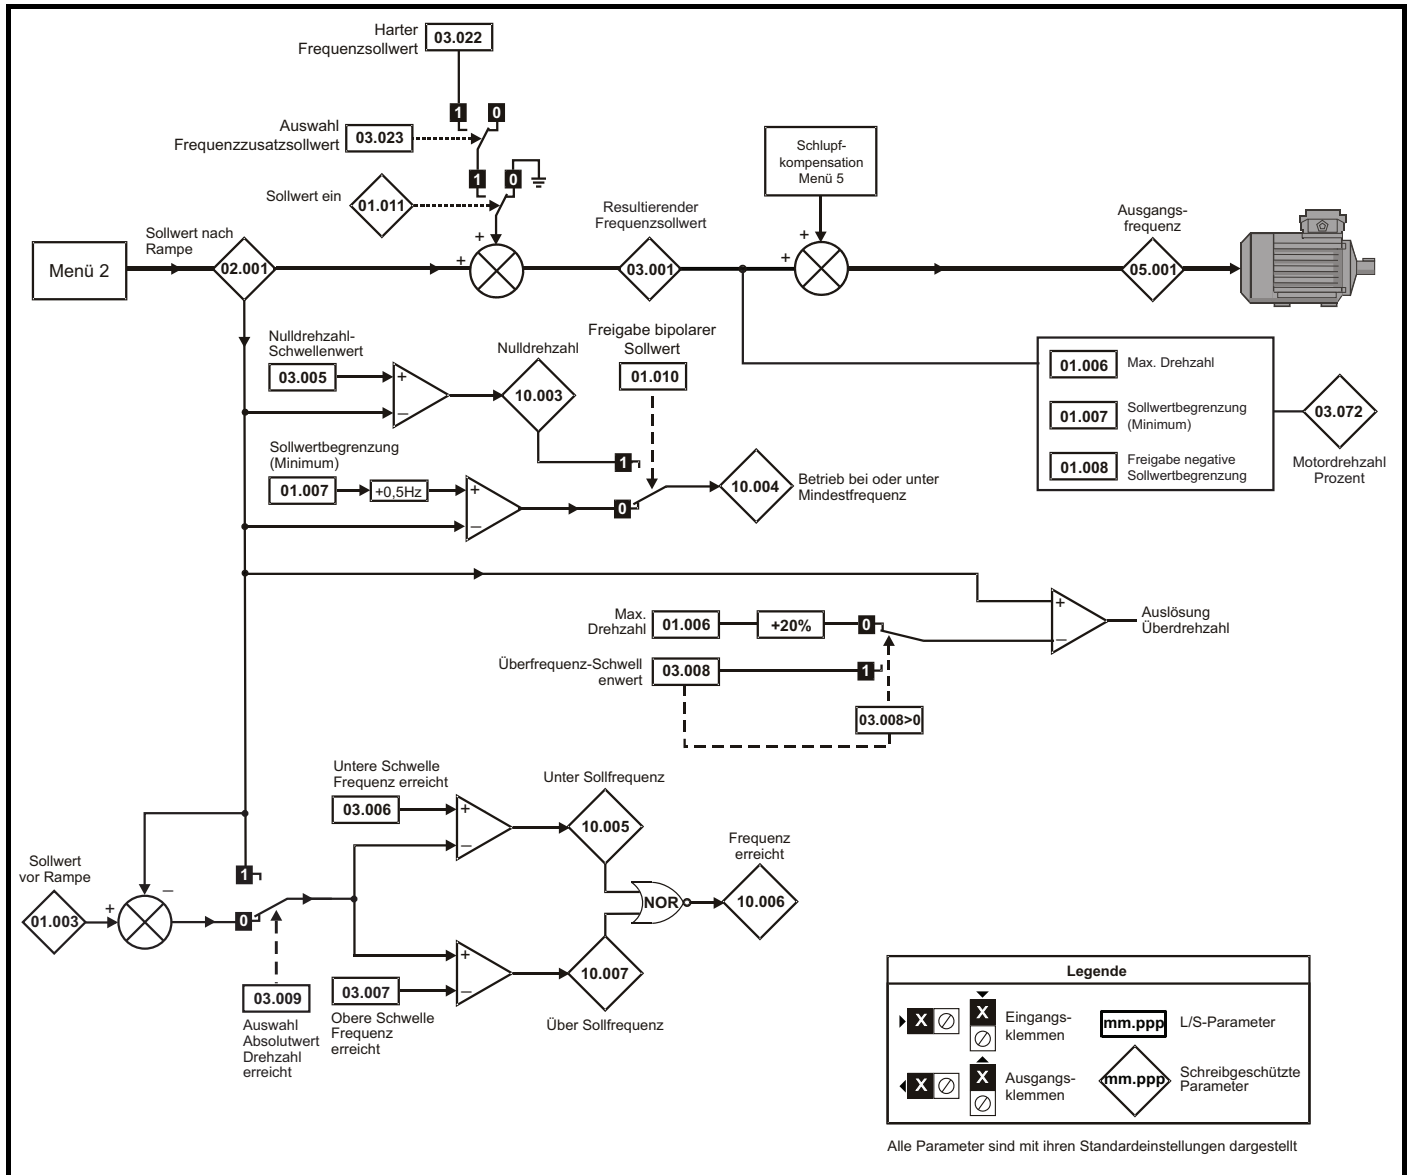 Harter
Frequenzsollwert
03.022
1 0
Auswahl
Frequenzzusatzsollwert
03.023
1 0
Sollwert ein
01.011
Schlupf-
kompensation
Menü 5
Menü 2
Sollwert nach
Rampe
02.001
+
+
Resultierender
Frequenzsollwert
03.001
+
+
Ausgangs-
frequenz
05.001
Nulldrehzahl-
Schwellenwert
03.005
+
–
Nulldrehzahl
10.003
Freigabe bipolarer
Sollwert
01.010
Sollwertbegrenzung
(Minimum)
01.007
+0,5Hz
+
–
1
0
10.004
Betrieb bei oder unter
Mindestfrequenz
01.006
Max. Drehzahl
01.007
Sollwertbegrenzung
(Minimum)
01.008
Freigabe negative
Sollwertbegrenzung
03.072
Motordrehzahl
Prozent
Max.
Drehzahl
01.006
+20%
0
Überfrequenz-Schwell
enwert
03.008
1
03.008>0
+
–
Auslösung
Überdrehzahl
Untere Schwelle
Frequenz erreicht
03.006
+
–
Unter Sollfrequenz
10.005
Sollwert
vor Rampe
01.003
+
–
1
0
03.009
Auswahl
Absolutwert
Drehzahl
erreicht
NOR
Frequenz
erreicht
10.006
03.007
Obere Schwelle
Frequenz
erreicht
+
–
10.007
Über Sollfrequenz
Legende
X
X
Eingangs-
klemmen
mm.ppp
L/S-Parameter
X
X
Ausgangs-
klemmen
mm.ppp
Schreibgeschützte
Parameter
Alle Parameter sind mit ihren Standardeinstellungen dargestellt